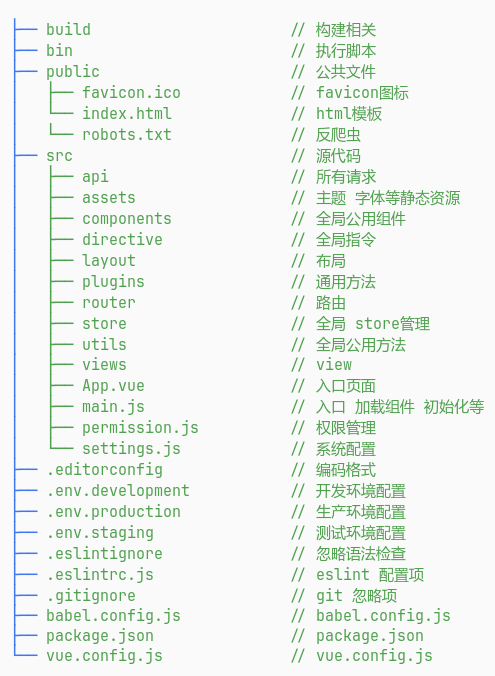 ├── build                      // 构建相关
├── bin                        // 执行脚本
├── public                     // 公共文件
│   ├── favicon.ico            // favicon图标
│   └── index.html             // html模板
│   └── robots.txt             // 反爬虫
├── src                        // 源代码
│   ├── api                    // 所有请求
│   ├── assets                 // 主题 字体等静态资源
│   ├── components             // 全局公用组件
│   ├── directive              // 全局指令
│   ├── layout                 // 布局
│   ├── plugins                // 通用方法
│   ├── router                 // 路由
│   ├── store                  // 全局 store管理
│   ├── utils                  // 全局公用方法
│   ├── views                  // view
│   ├── App.vue                // 入口页面
│   ├── main.js                // 入口 加载组件 初始化等
│   ├── permission.js          // 权限管理
│   └── settings.js            // 系统配置
├── .editorconfig              // 编码格式
├── .env.development           // 开发环境配置
├── .env.production            // 生产环境配置
├── .env.staging               // 测试环境配置
├── .eslintignore              // 忽略语法检查
├── .eslintrc.js               // eslint 配置项
├── .gitignore                 // git 忽略项
├── babel.config.js            // babel.config.js
├── package.json               // package.json
└── vue.config.js              // vue.config.js